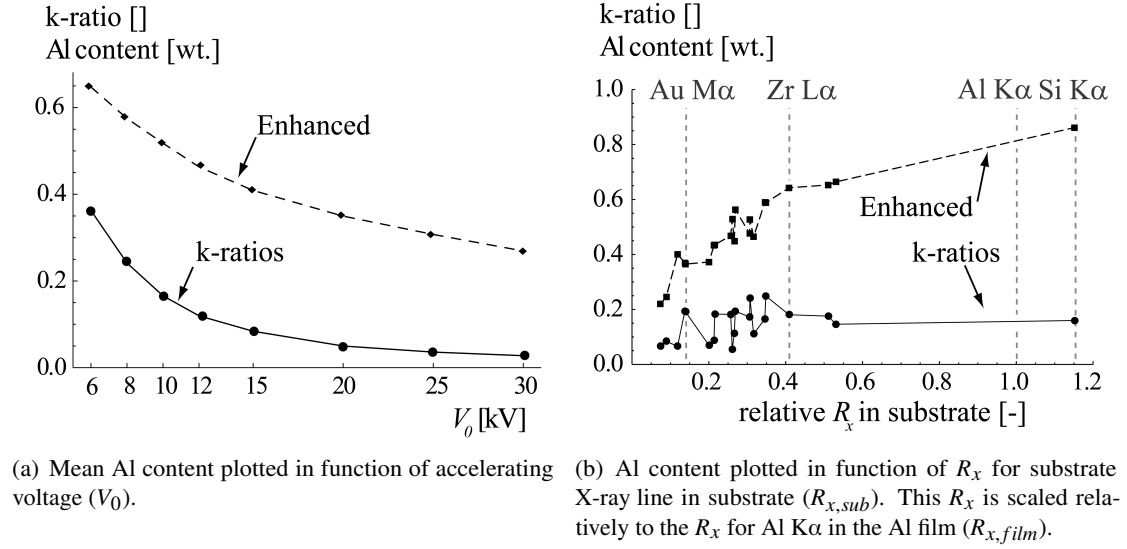 k-ratio []
Al content [wt.]
0.6
0.4
0.2
0.0
Enhanced
k-ratios
6 8 10 12 15 20 25 30
V0 [kV]
(a) Mean Al content plotted in function of accelerating
voltage (V0).
k-ratio []
Al content [wt.]
1.0
0.8
0.6
0.4
0.2
0.0
Au Mα Zr Lα Al Kα Si Kα
Enhanced
k-ratios
0.2 0.4 0.6 0.8 1.0 1.2
relative Rx in substrate [-]
(b) Al content plotted in function of Rx for substrate
X-ray line in substrate (Rx,sub). This Rx is scaled rela-
tively to the Rx for Al Kα in the Al film (Rx,film).